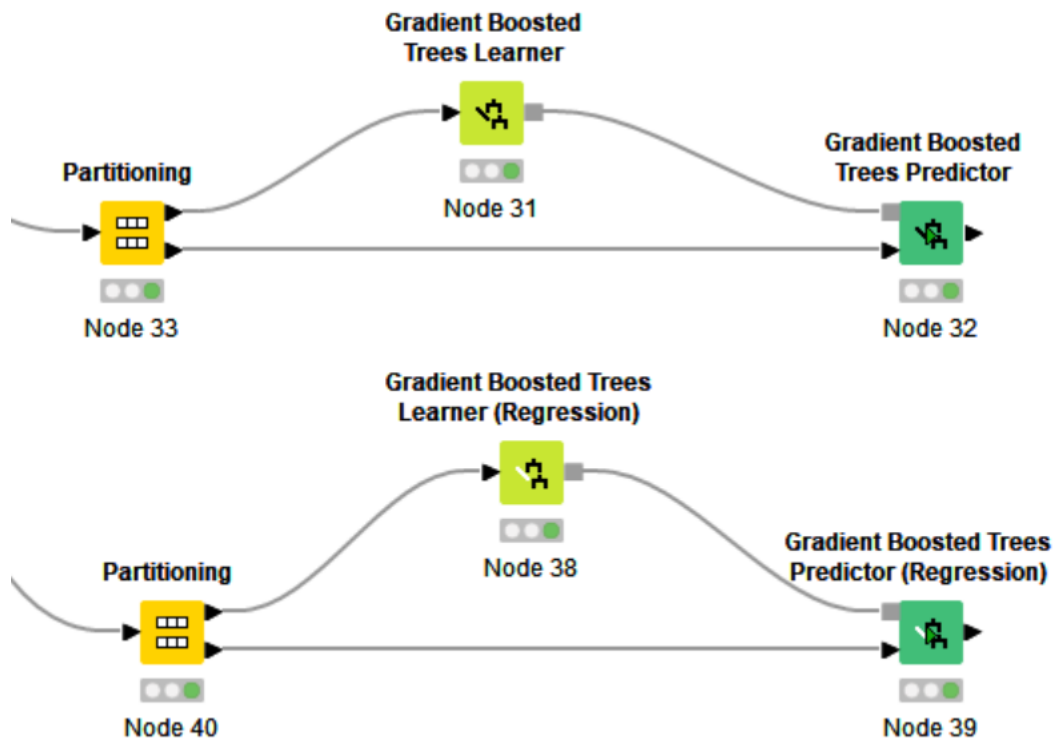 Gradient Boosted
Trees Learner
Gradient Boosted
Trees Predictor
Partitioning
Node 31
Node 33
Node 32
Gradient Boosted Trees
Learner (Regression)
Gradient Boosted Trees
Predictor (Regression)
Partitioning
Node 38
Node 40
Node 39